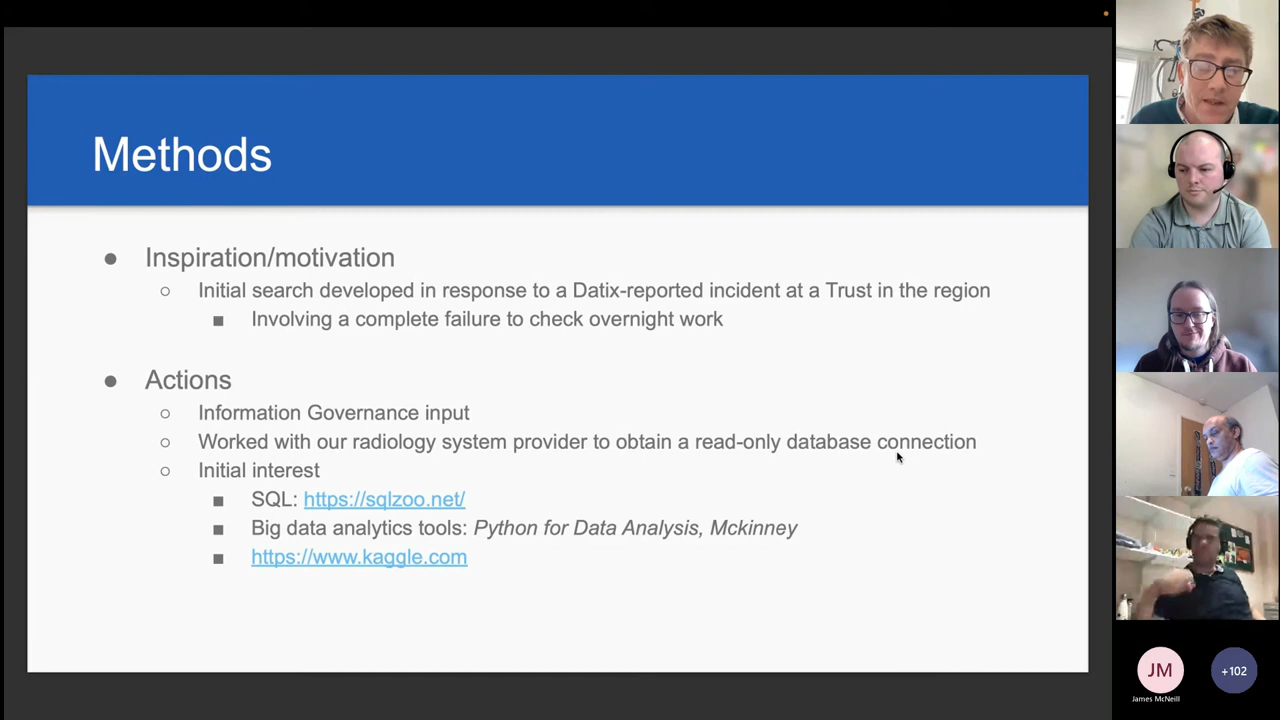 Methods
● Inspiration/motivation
○ Initial search developed in response to a Datix-reported incident at a Trust in the region
■ Involving a complete failure to check overnight work
● Actions
○ Information Governance input
○ Worked with our radiology system provider to obtain a read-only database connection
○ Initial interest
■ SQL: https://sqlzoo.net/
■ Big data analytics tools: Python for Data Analysis, Mckinney
■ https://www.kaggle.com
JM
+102
James McNeill